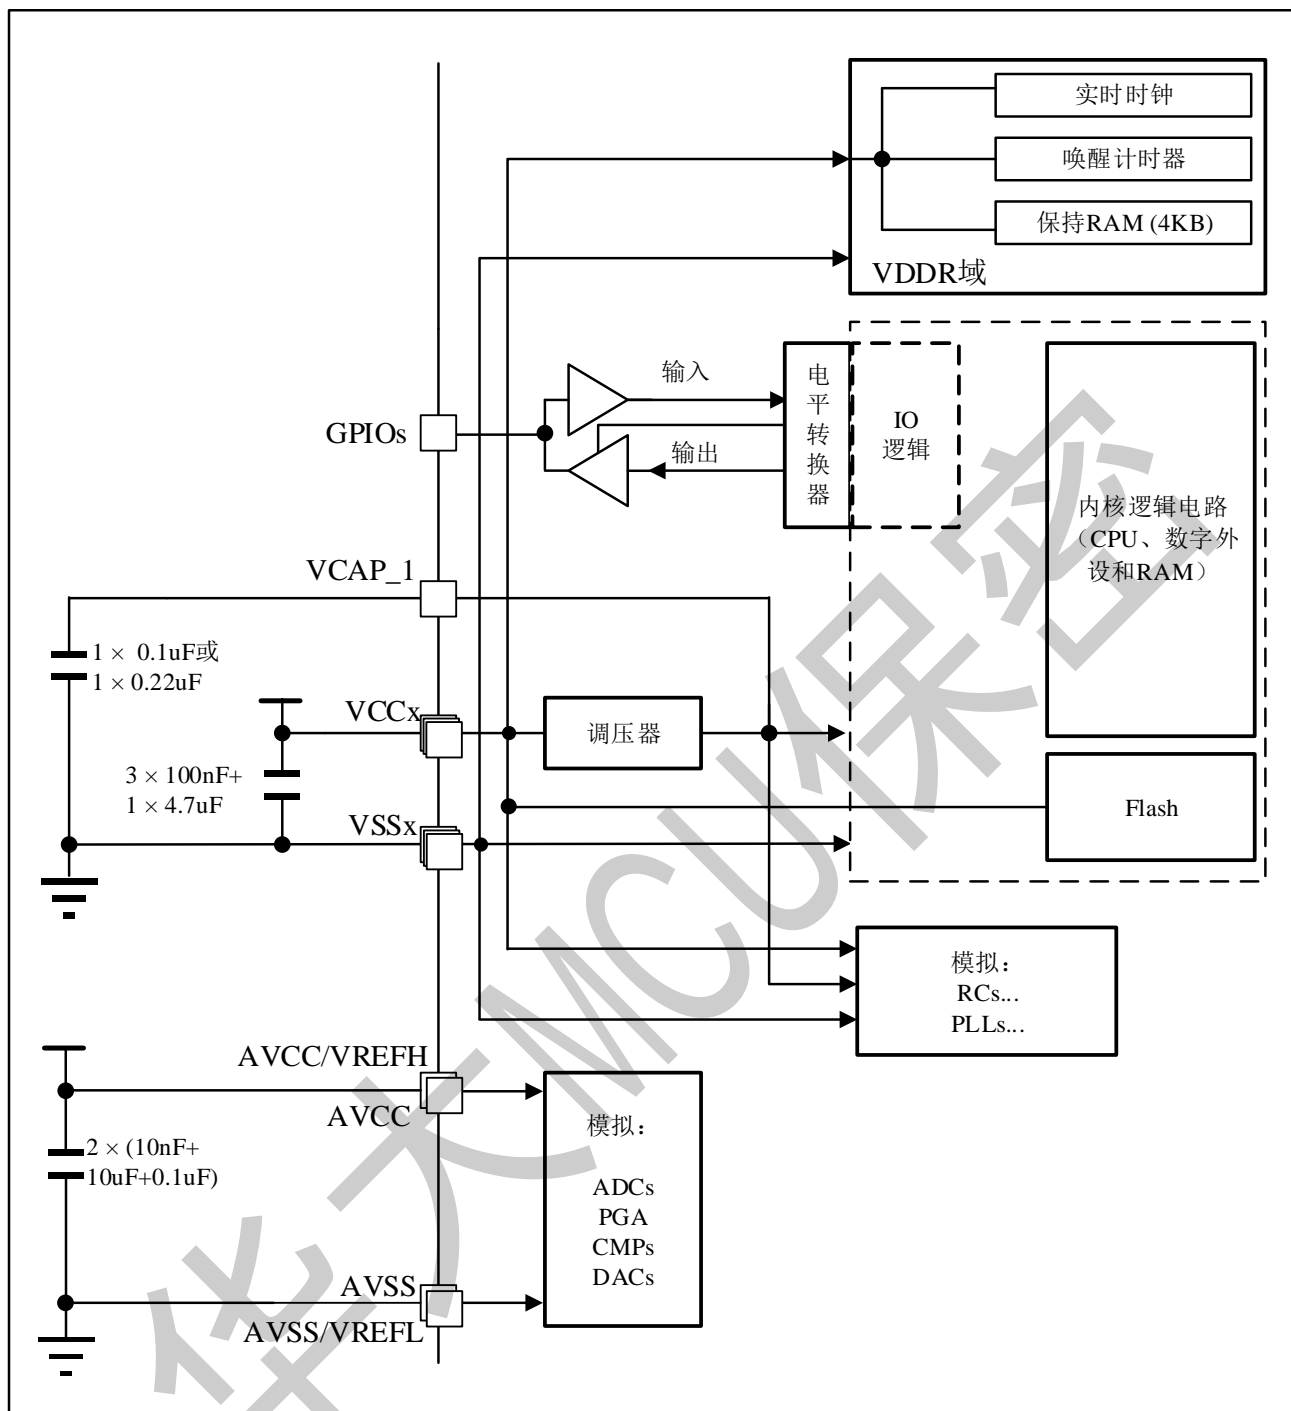 实时时钟
唤醒计时器
保持RAM (4KB)
VDDR域
输入
电平转换器
IO
逻辑
GPIOs
输出
内核逻辑电路
（CPU、数字外
设和RAM）
VCAP_1
1 × 0.1uF或
1 × 0.22uF
VCCx
调压器
3 × 100nF+
1 × 4.7uF
VSSx
Flash
模拟：
RCs...
PLLs...
AVCC/VREFH
AVCC
2 × (10nF+
10uF+0.1uF)
模拟：
ADCs
PGA
CMPs
DACs
AVSS
AVSS/VREFL
华大MCU保密